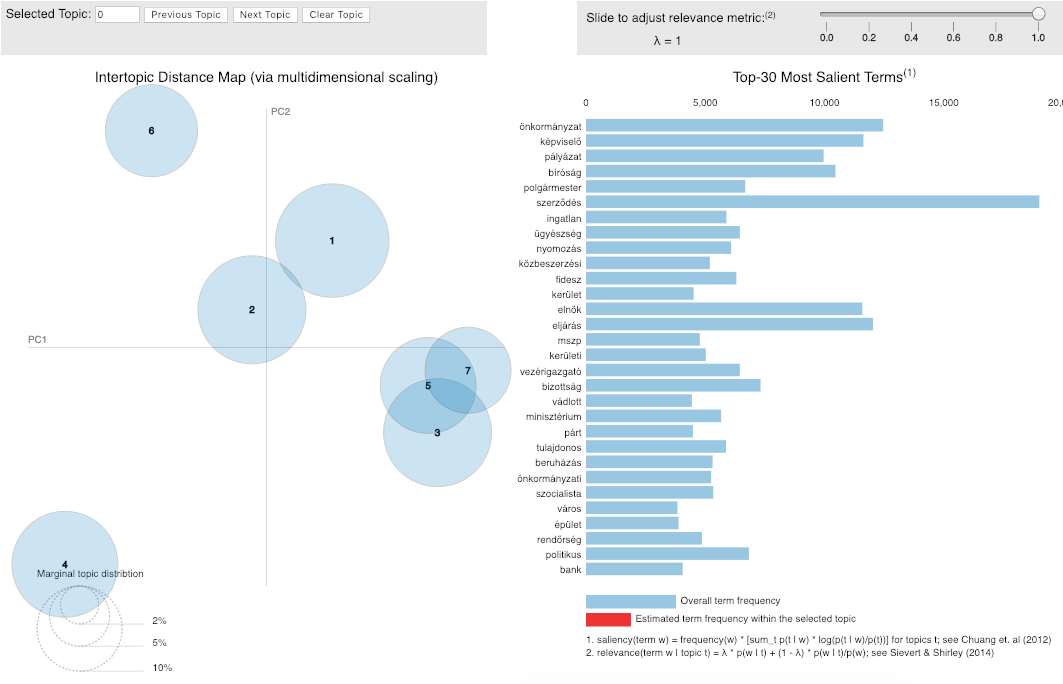 Selected Topic: 0 Previous Topic Next Topic Clear Topic
Slide to adjust relevance metric:(2)
λ = 1
0.0 0.2 0.4 0.6 0.8 1.0
Intertopic Distance Map (via multidimensional scaling)
PC2
PC1
6
1
2
7
5
3
4
Marginal topic distribtion
2%
5%
10%
Top-30 Most Salient Terms(1)
0 5,000 10,000 15,000 20,0
önkormányzat
képviselő
pályázat
bíróság
polgármester
szerződés
ingatlan
ügyészség
nyomozás
közbeszerzési
fidesz
kerület
elnök
eljárás
mszp
kerületi
vezérigazgató
bizottság
vádlott
minisztérium
párt
tulajdonos
beruházás
önkormányzati
szocialista
város
épület
rendőrség
politikus
bank
Overall term frequency
Estimated term frequency within the selected topic
1. saliency(term w) = frequency(w) * [sum_t p(t | w) * log(p(t | w)/p(t))] for topics t; see Chuang et. al (2012)
2. relevance(term w | topic t) = λ * p(w | t) + (1 - λ) * p(w | t)/p(w); see Sievert & Shirley (2014)